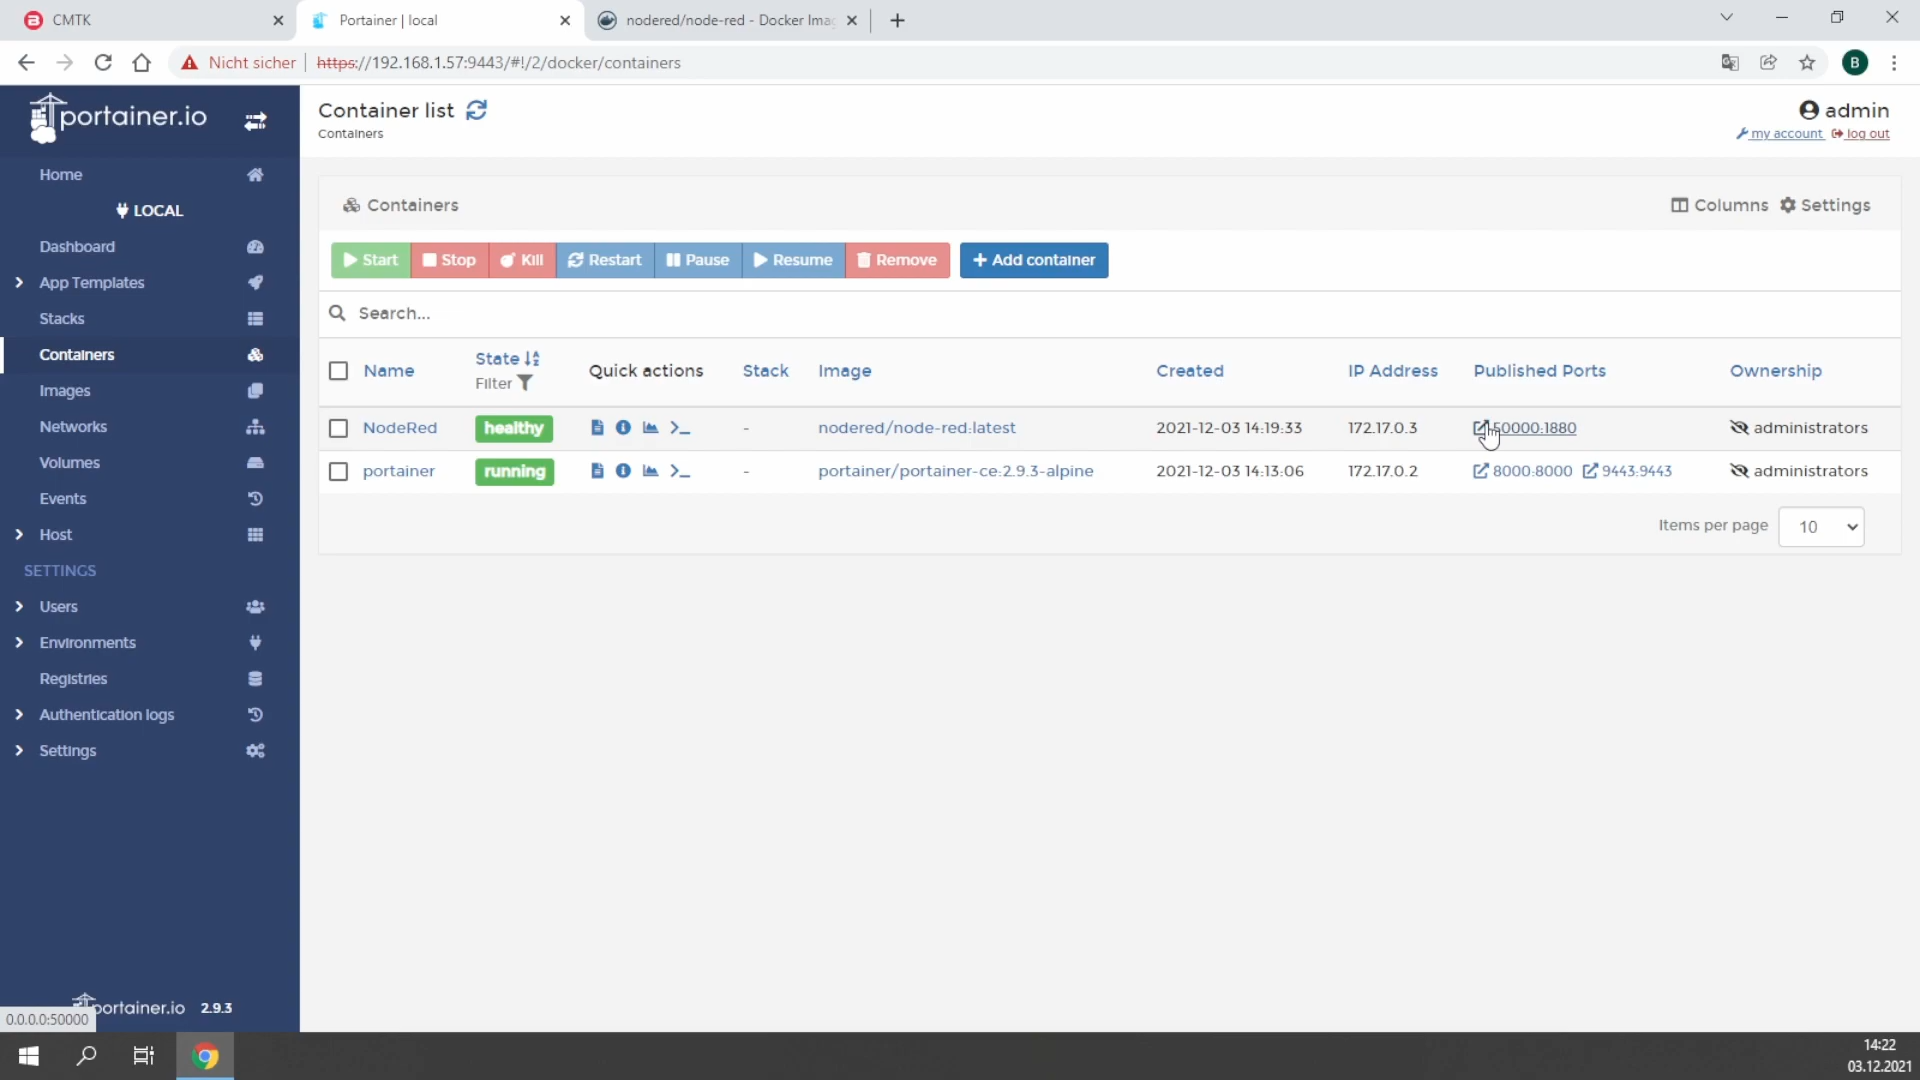 CMTK
Portainer | local
nodered/node-red - Docker Ima
Nicht sicher
https://192.168.1.57:9443/#!/2/docker/containers
B
portainer.io
Container list
Containers
admin
my account
log out
Home
LOCAL
Dashboard
App Templates
Stacks
Containers
Images
Networks
Volumes
Events
Host
SETTINGS
Users
Environments
Registries
Authentication logs
Settings
Containers
Columns
Settings
Start
Stop
Kill
Restart
Pause
Resume
Remove
+ Add container
Search...
Name
State
Filter
Quick actions
Stack
Image
Created
IP Address
Published Ports
Ownership
NodeRed
healthy
-
nodered/node-red:latest
2021-12-03 14:19:33
172.17.0.3
50000:1880
administrators
portainer
running
-
portainer/portainer-ce:2.9.3-alpine
2021-12-03 14:13:06
172.17.0.2
8000:8000
9443:9443
administrators
Items per page
10
portainer.io 2.9.3
0.0.0.0:50000
14:22
03.12.2021